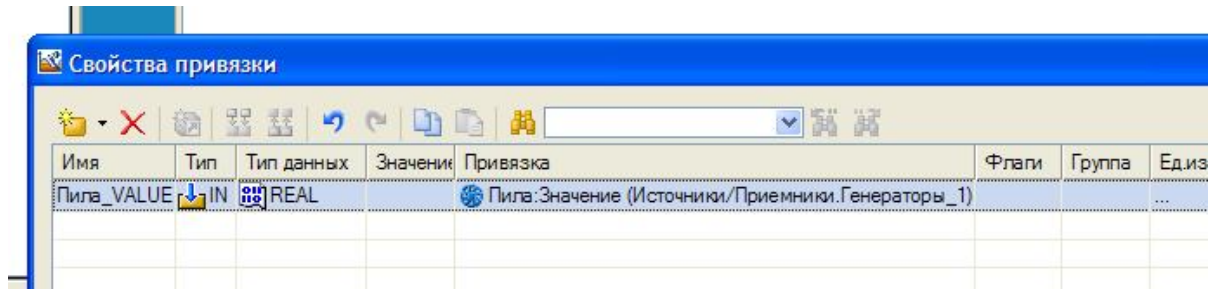 Свойства привязки
Имя Тип Тип данных Значение Привязка Флаги Группа Ед.из
Пила_VALUE IN REAL Пила:Значение (Источники/Приемники.Генераторы_1) ...